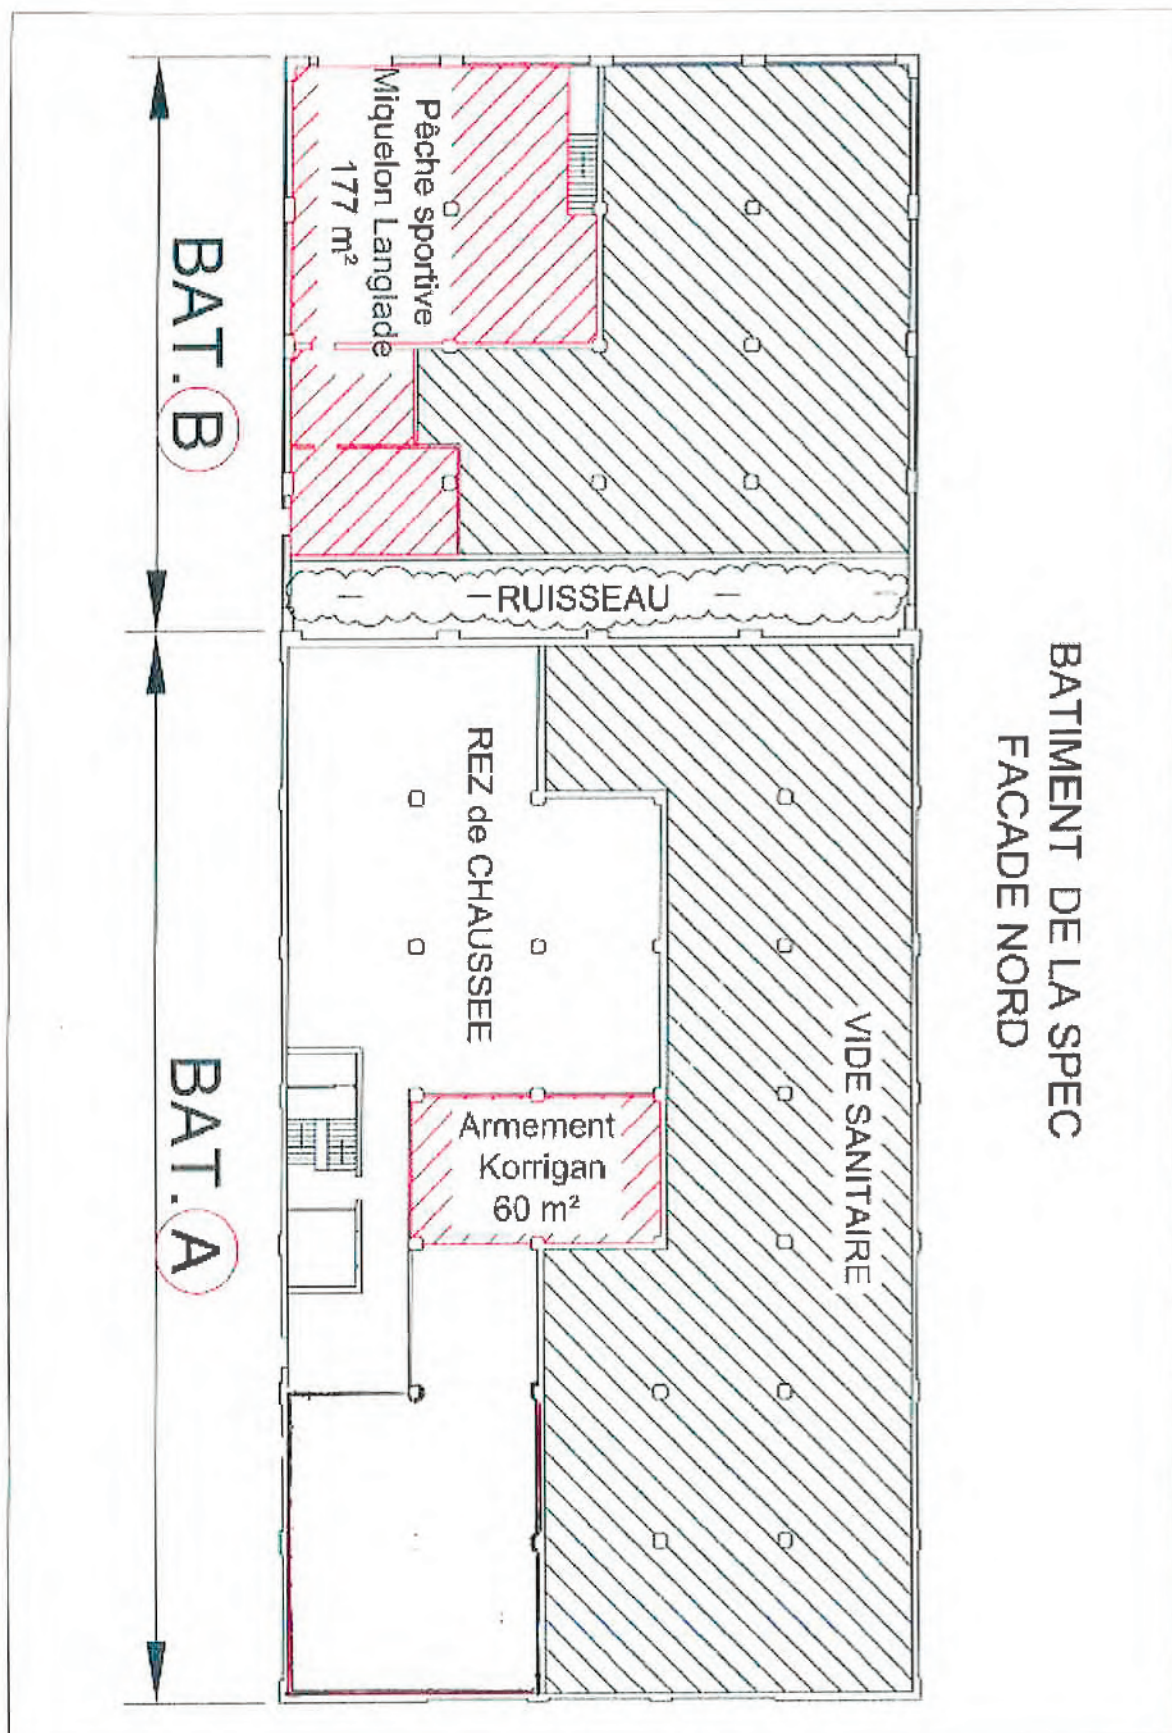 BATIMENT DE LA SPEC
FACADE NORD
Pêche sportive
Miquelon Langlade
177 m²
RUISSEAU
REZ de CHAUSSEE
VIDE SANITAIRE
Armement
Korrigan
60 m²
BAT. B
BAT. A